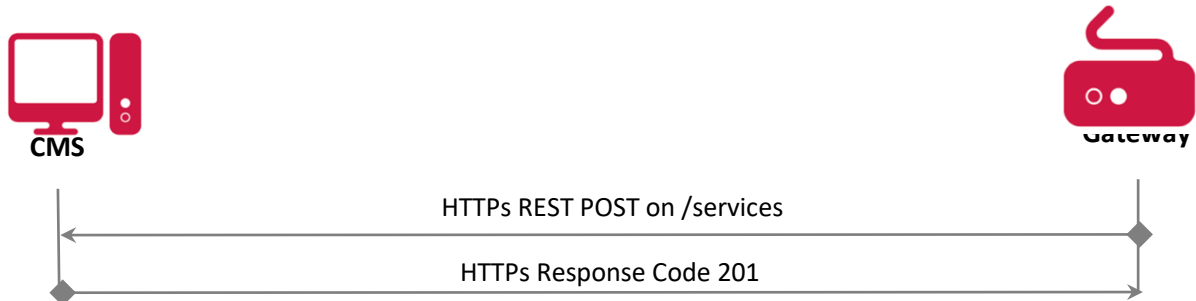 CMS
Gateway
HTTPs REST POST on /services
HTTPs Response Code 201